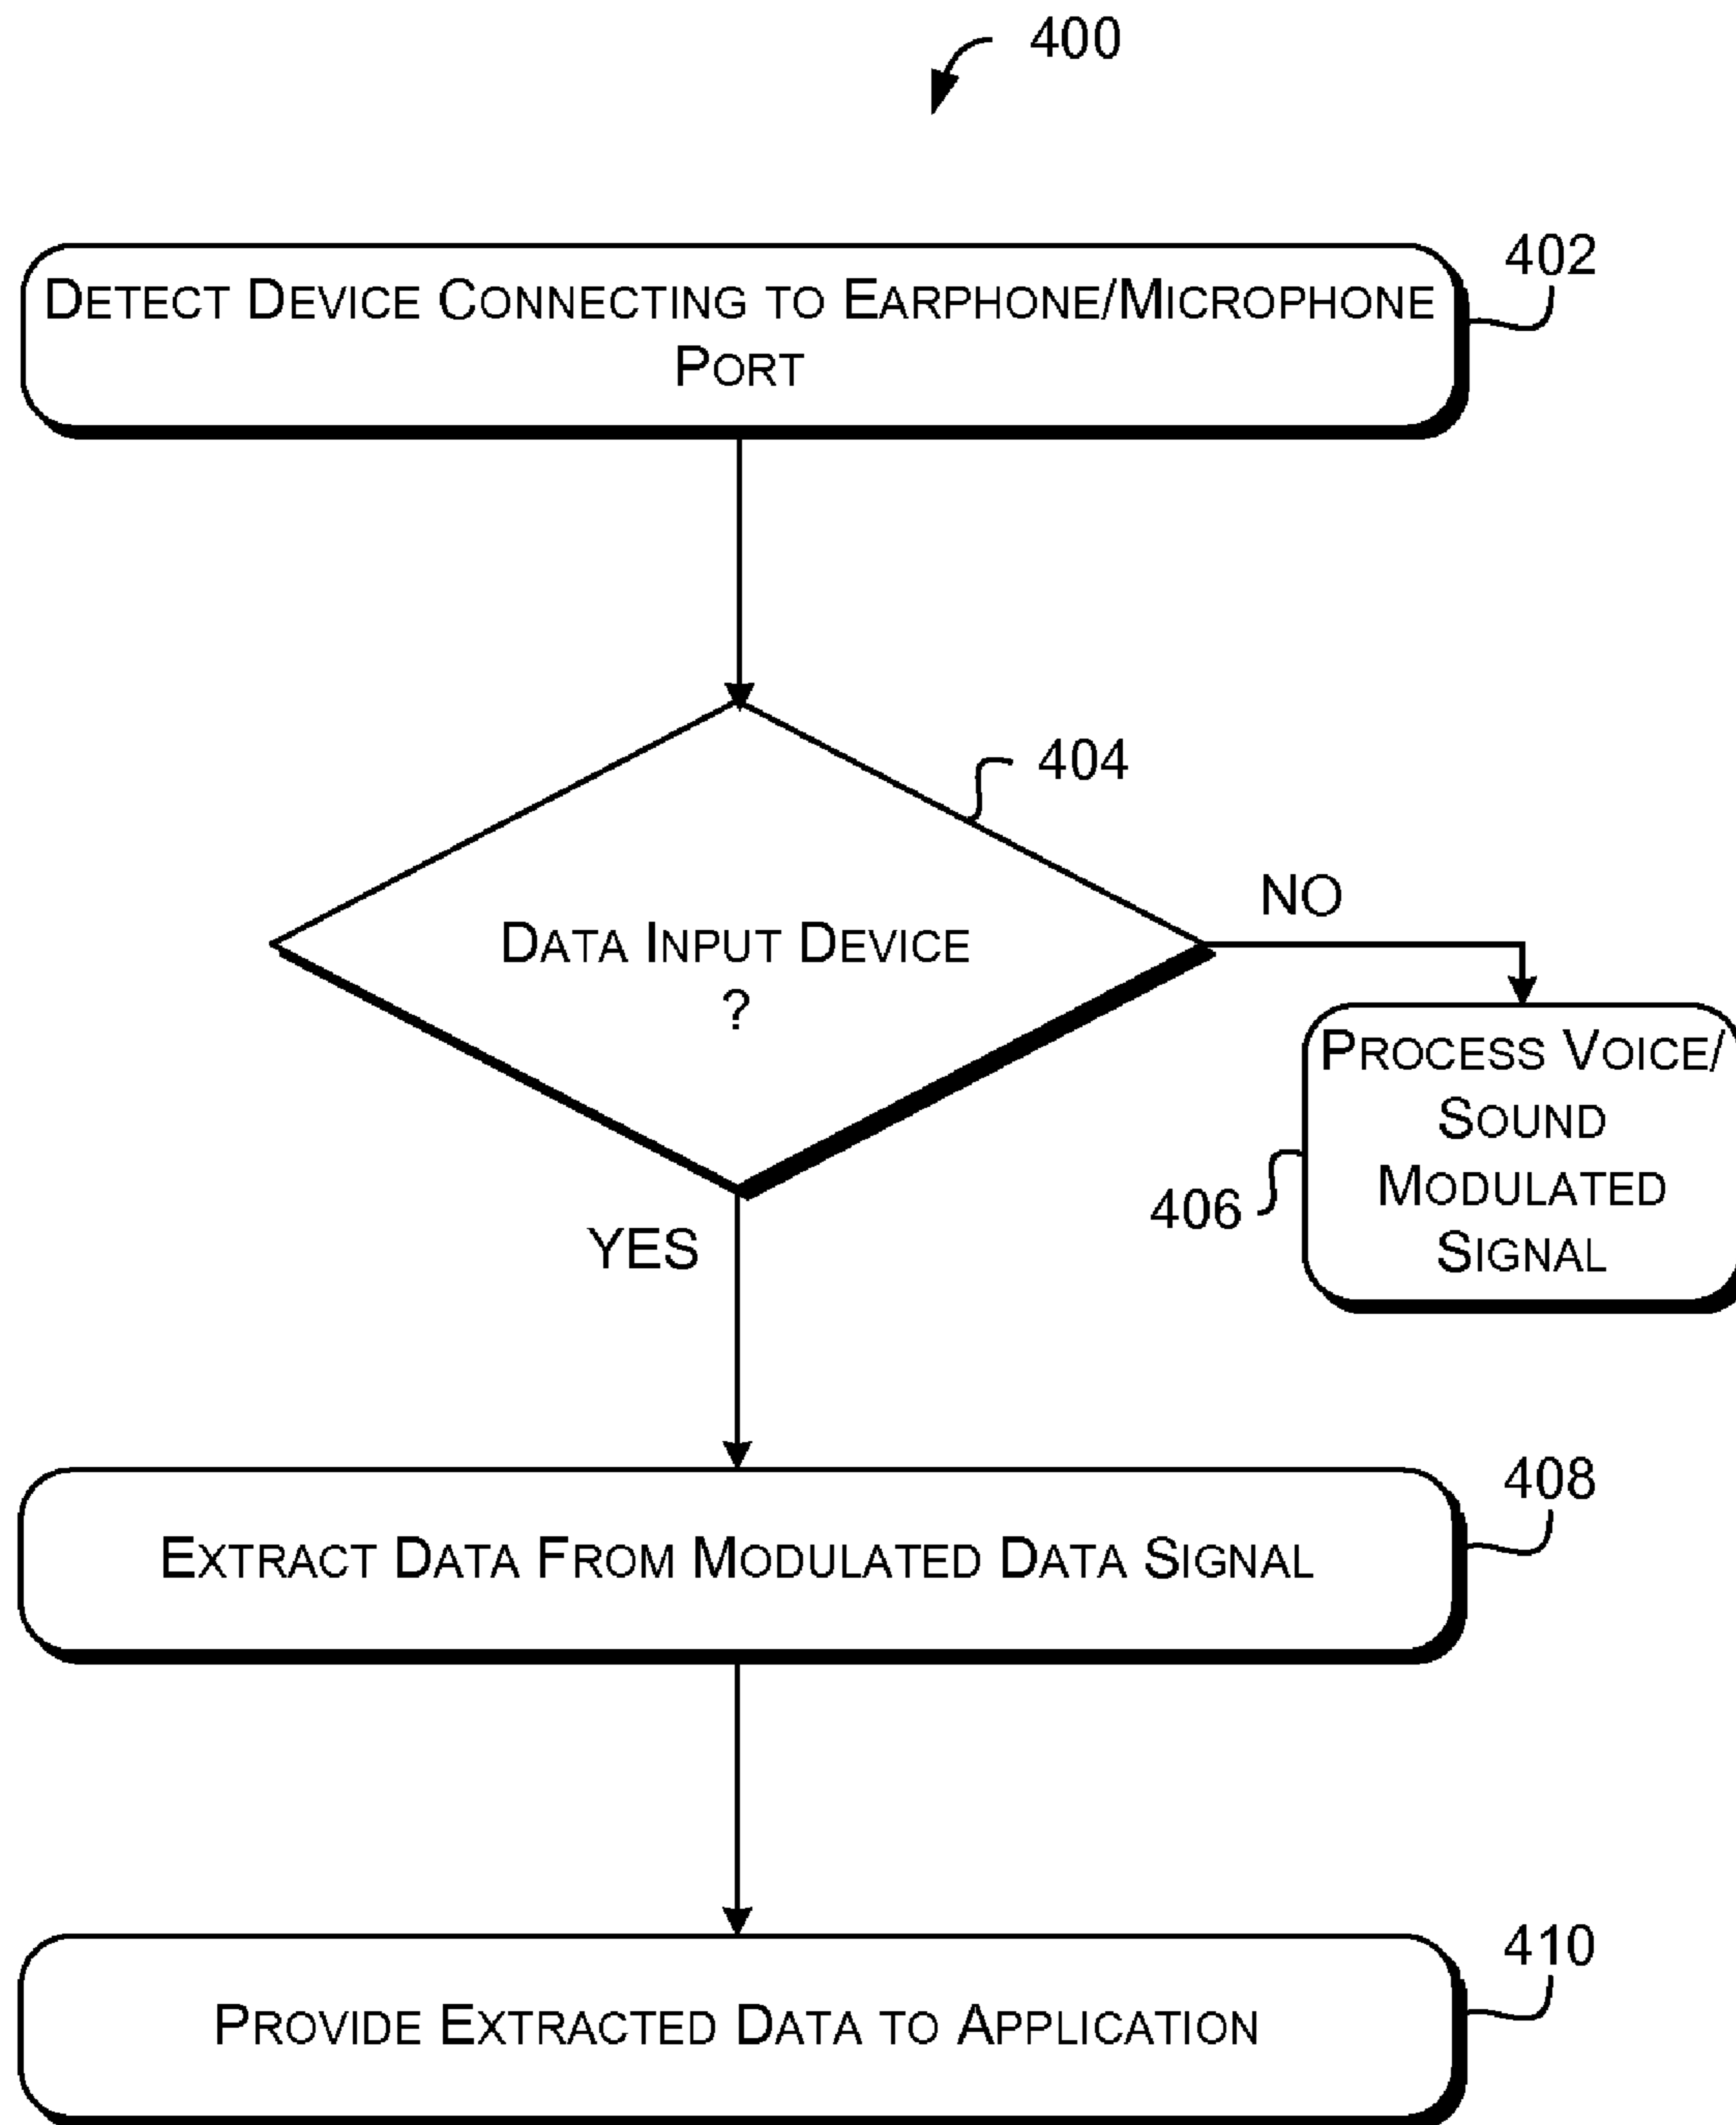 400
DETECT DEVICE CONNECTING TO EARPHONE/MICROPHONE
PORT
402
404
DATA INPUT DEVICE
?
NO
PROCESS VOICE/
SOUND
MODULATED
SIGNAL
406
YES
408
EXTRACT DATA FROM MODULATED DATA SIGNAL
410
PROVIDE EXTRACTED DATA TO APPLICATION